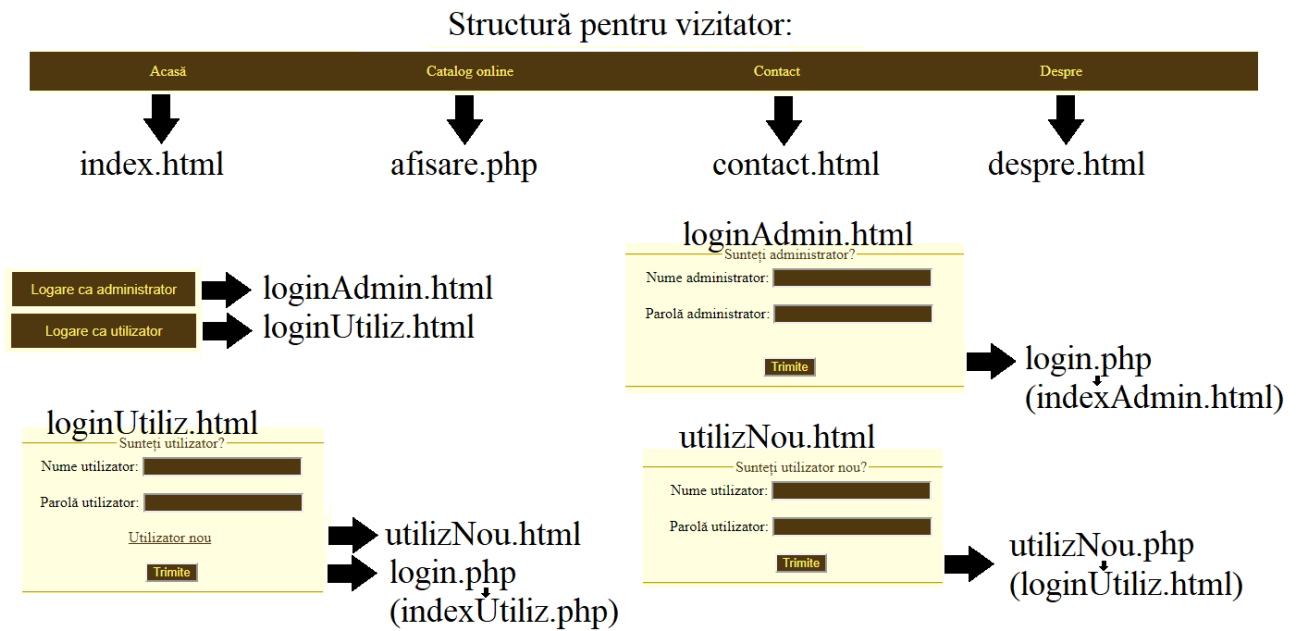 Structură pentru vizitator:
Acasă Catalog online Contact Despre
index.html afisare.php contact.html despre.html
Logare ca administrator loginAdmin.html
Logare ca utilizator loginUtiliz.html
loginAdmin.html
Sunteți administrator?
Nume administrator:
Parolă administrator:
Trimite
login.php
(indexAdmin.html)
loginUtiliz.html
Sunteți utilizator?
Nume utilizator:
Parolă utilizator:
Utilizator nou utilizNou.html
Trimite login.php
(indexUtiliz.php)
utilizNou.html
Sunteți utilizator nou?
Nume utilizator:
Parolă utilizator:
Trimite
utilizNou.php
(loginUtiliz.html)